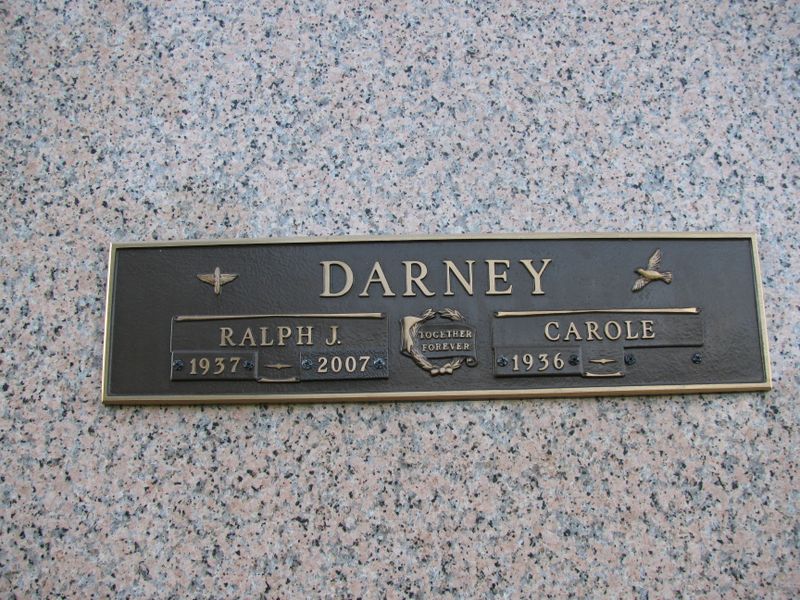 DARNEY
RALPH J.
1937 2007
TOGETHER
FOREVER
CAROLE
1936